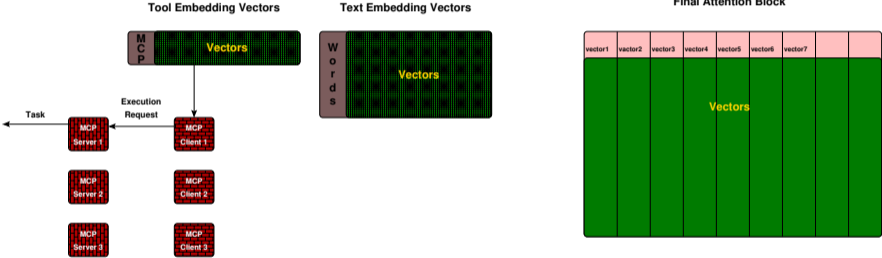 Tool Embedding Vectors
Text Embedding Vectors
Final Attention Block
M
C
P
Vectors
W
o
r
d
s
Vectors
vector1
vactor2
vector3
vector4
vector5
vector6
vector7
Vectors
Task
Execution
Request
MCP
Server 1
MCP
Client 1
MCP
Server 2
MCP
Client 2
MCP
Server 3
MCP
Client 3